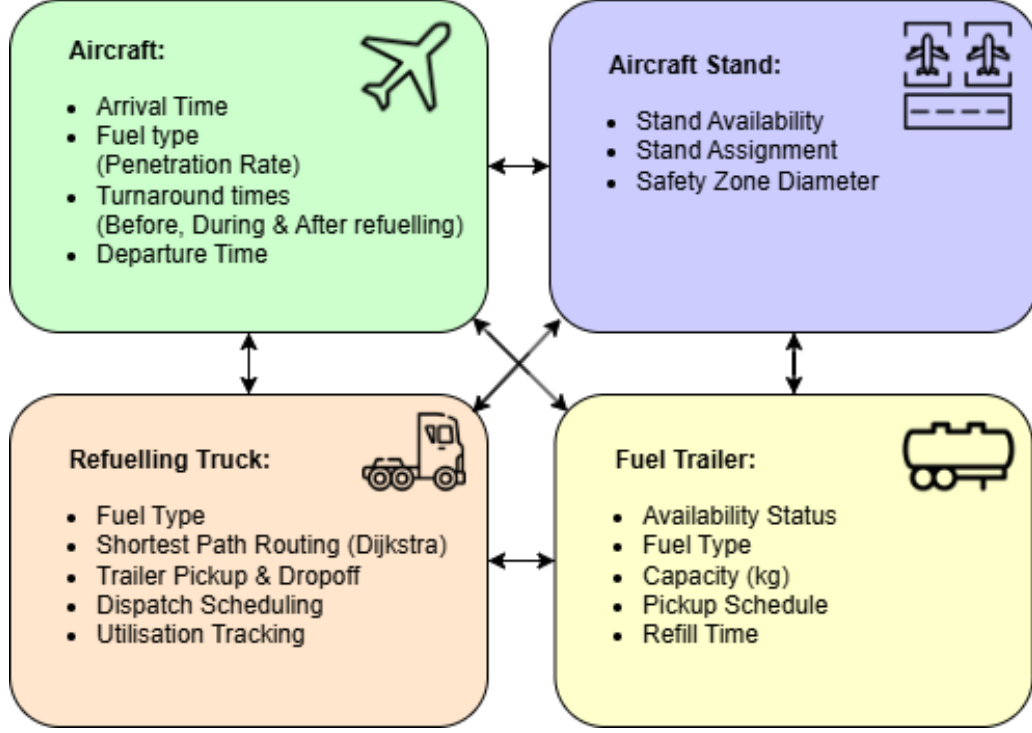 Aircraft:
• Arrival Time
• Fuel type
(Penetration Rate)
• Turnaround times
(Before, During & After refuelling)
• Departure Time
Aircraft Stand:
• Stand Availability
• Stand Assignment
• Safety Zone Diameter
Refuelling Truck:
• Fuel Type
• Shortest Path Routing (Dijkstra)
• Trailer Pickup & Dropoff
• Dispatch Scheduling
• Utilisation Tracking
Fuel Trailer:
• Availability Status
• Fuel Type
• Capacity (kg)
• Pickup Schedule
• Refill Time